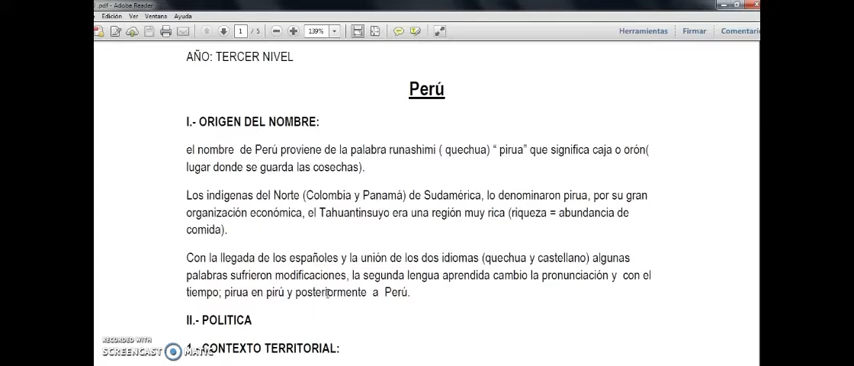 pdf - Adobe Reader
Edición Ver Ventana Ayuda
1 / 5 139% Herramientas Firmar Comentario
AÑO: TERCER NIVEL
Perú
I.- ORIGEN DEL NOMBRE:
el nombre de Perú proviene de la palabra runashimi ( quechua) “ pirua” que significa caja o orón(
lugar donde se guarda las cosechas).
Los indígenas del Norte (Colombia y Panamá) de Sudamérica, lo denominaron pirua, por su gran
organización económica, el Tahuantinsuyo era una región muy rica (riqueza = abundancia de
comida).
Con la llegada de los españoles y la unión de los dos idiomas (quechua y castellano) algunas
palabras sufrieron modificaciones, la segunda lengua aprendida cambio la pronunciación y con el
tiempo; pirua en pirú y posteriormente a Perú.
II.- POLITICA
1.- CONTEXTO TERRITORIAL:
RECORDED WITH
SCREENCAST MATIC